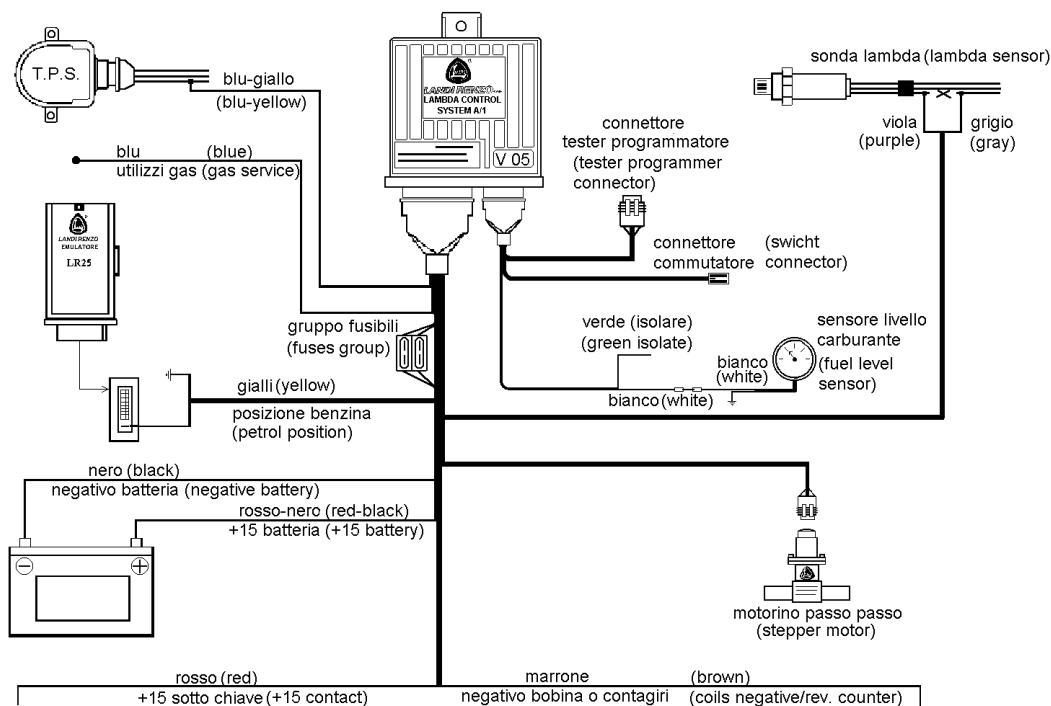 T.P.S.
blu-giallo
(blu-yellow)
blu (blue)
utilizzi gas (gas service)
LANDI RENZO
LAMBDA CONTROL
SYSTEM A/1
V 05
connettore
tester programmatore
(tester programmer
connector)
sonda lambda (lambda sensor)
viola
(purple)
grigio
(gray)
LANDI RENZO
EMULATORE
LR25
connettore
commutatore
(swicht
connector)
gruppo fusibili
(fuses group)
verde (isolare)
(green isolate)
sensore livello
carburante
(fuel level
sensor)
bianco
(white)
bianco (white)
gialli (yellow)
posizione benzina
(petrol position)
nero (black)
negativo batteria (negative battery)
rosso-nero (red-black)
+15 batteria (+15 battery)
motorino passo passo
(stepper motor)
rosso (red)
+15 sotto chiave (+15 contact)
marrone (brown)
negativo bobina o contagiri (coils negative/rev. counter)